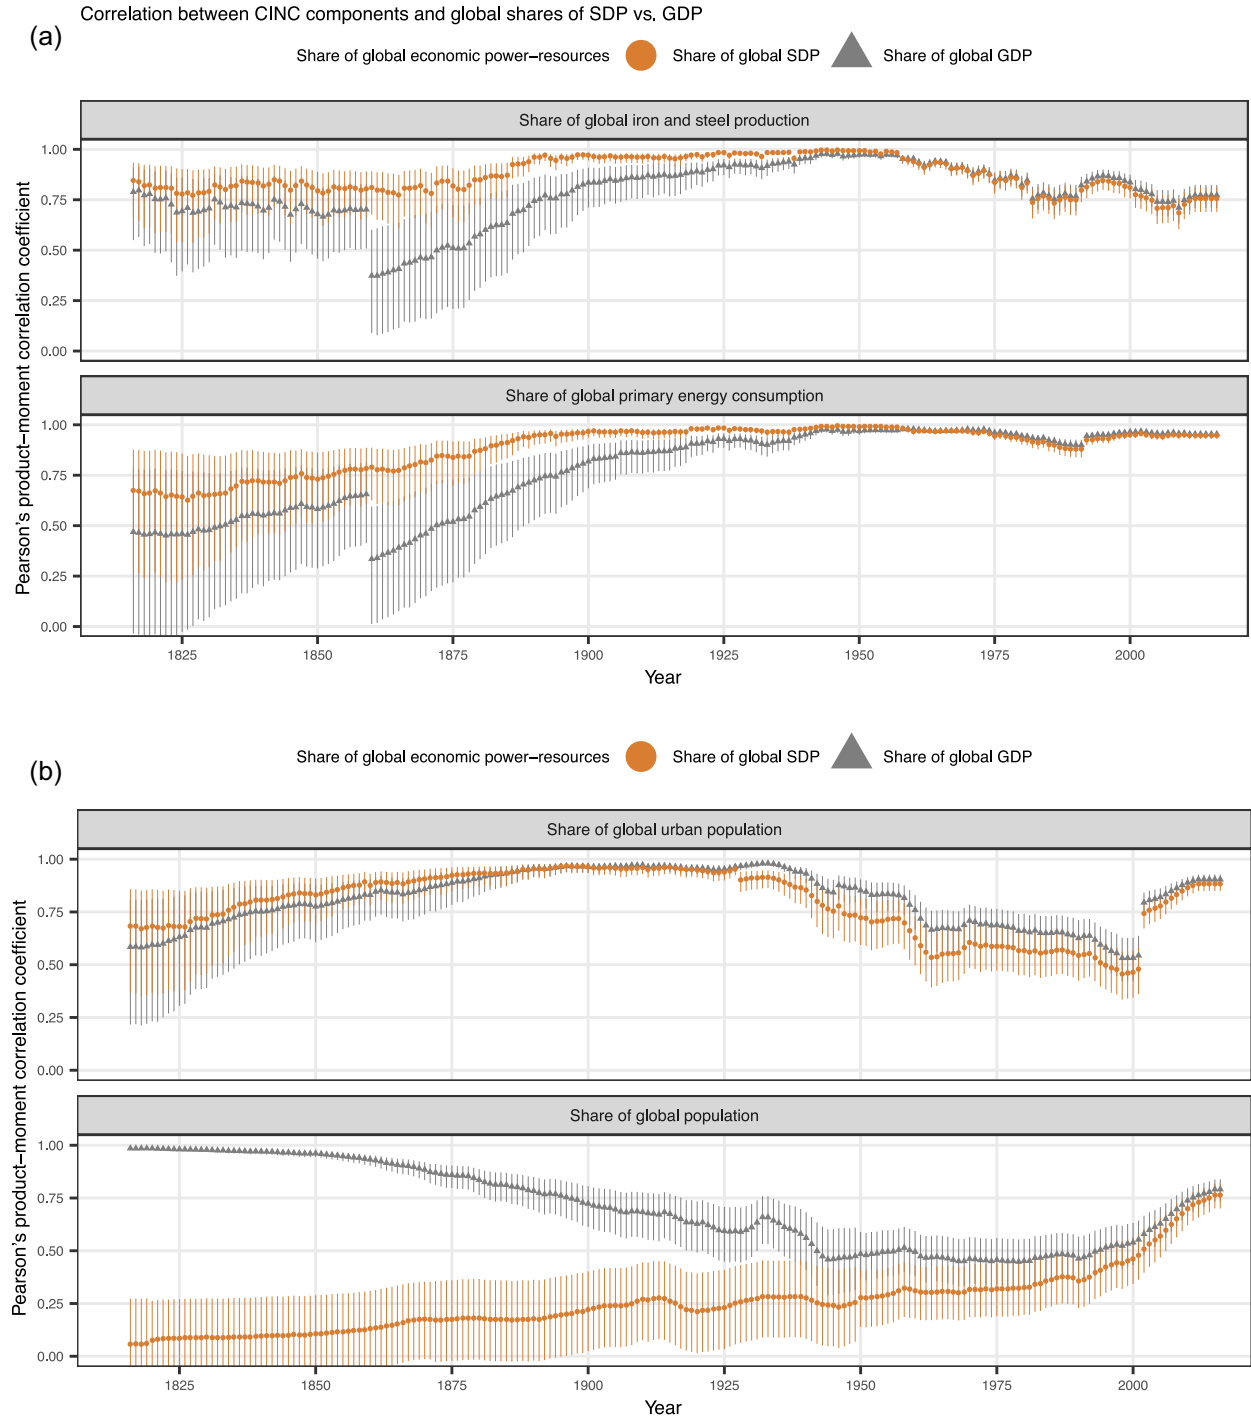 Correlation between CINC components and global shares of SDP vs. GDP
(a)
Share of global economic power−resources Share of global SDP Share of global GDP
Share of global iron and steel production
1.00
0.75
0.50
0.25
0.00
Share of global primary energy consumption
1.00
0.75
0.50
0.25
0.00
Pearson's product−moment correlation coefficient
1825 1850 1875 1900 1925 1950 1975 2000
Year
(b)
Share of global economic power−resources Share of global SDP Share of global GDP
Share of global urban population
1.00
0.75
0.50
0.25
0.00
Share of global population
1.00
0.75
0.50
0.25
0.00
Pearson's product−moment correlation coefficient
1825 1850 1875 1900 1925 1950 1975 2000
Year